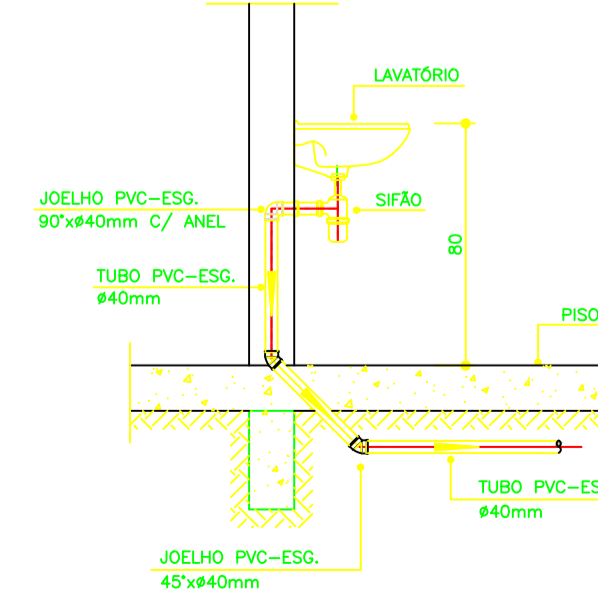 LAVATÓRIO
JOELHO PVC-ESG.
90°xø40mm C/ ANEL
SIFÃO
80
TUBO PVC-ESG.
ø40mm
PISO
TUBO PVC-ES
ø40mm
JOELHO PVC-ESG.
45°xø40mm